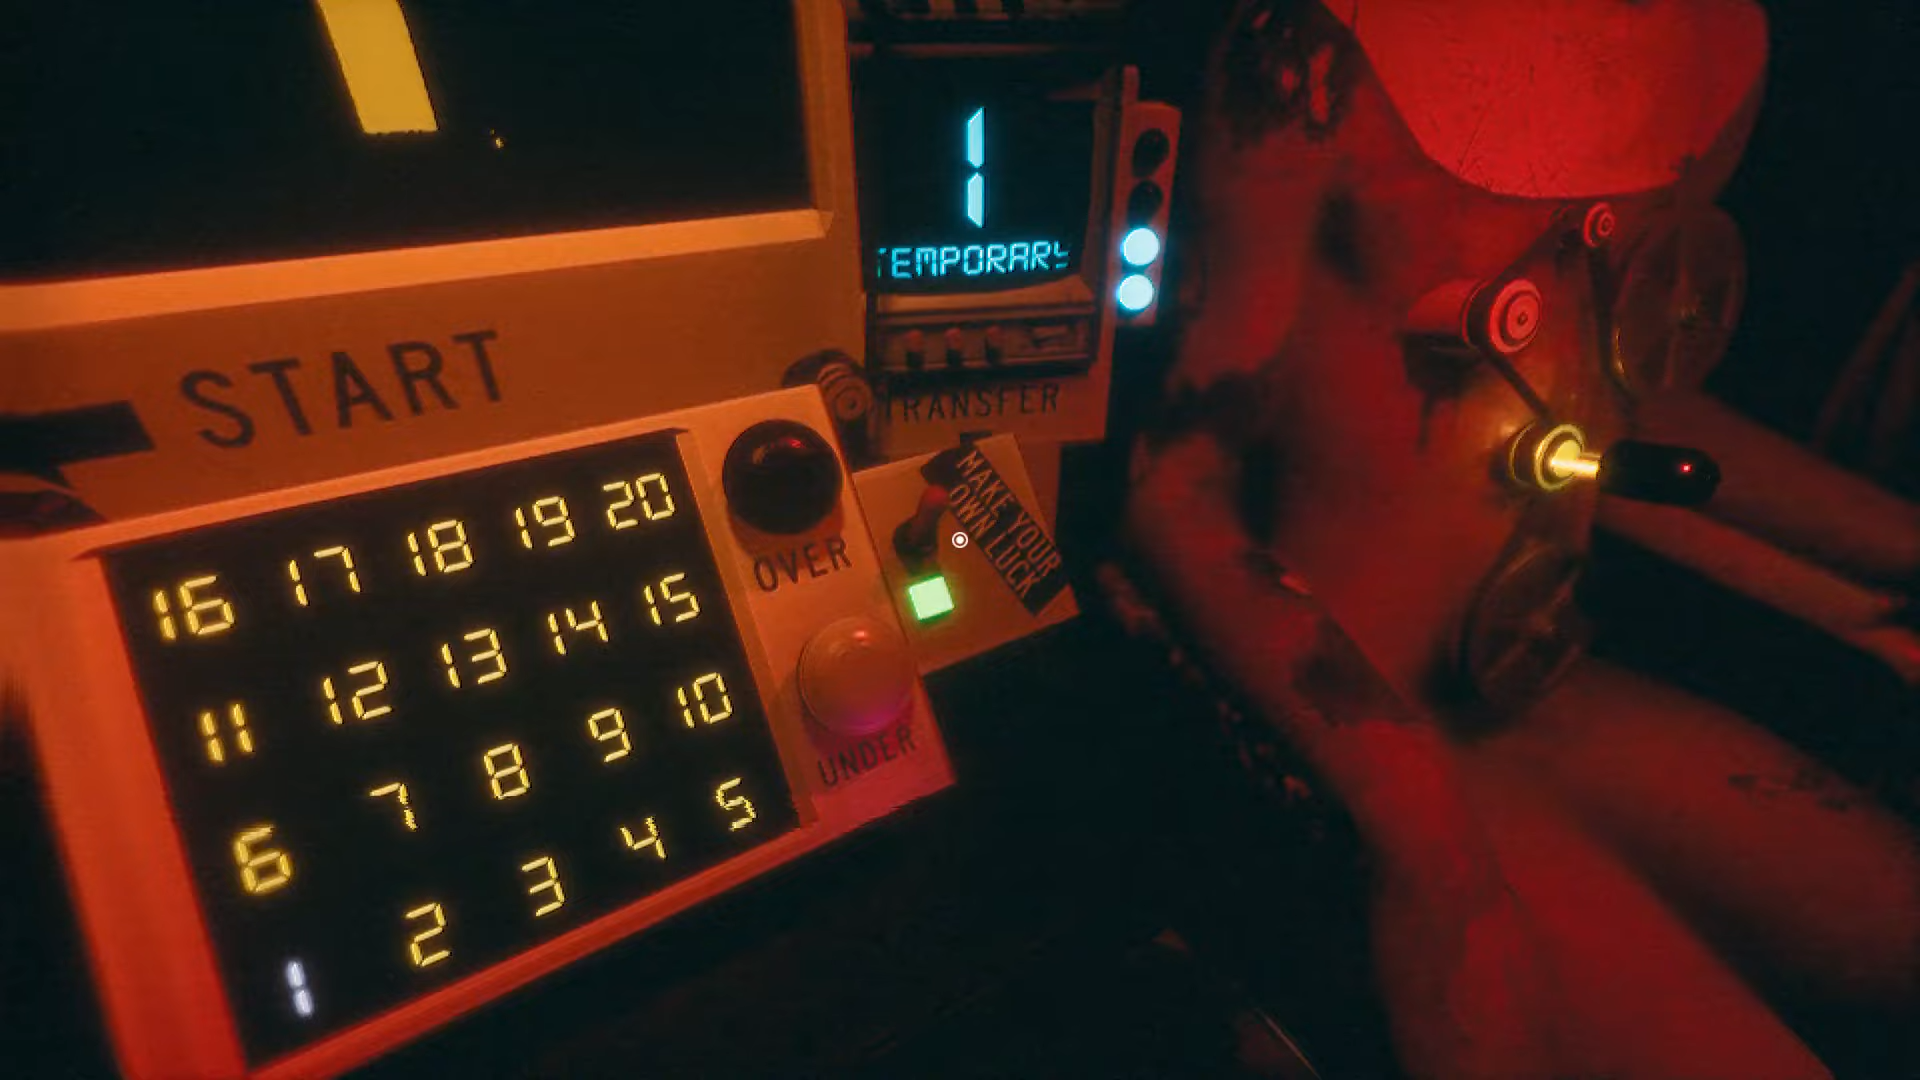 1
TEMPORARY
START
TRANSFER
MAKE YOUR
OWN LUCK
16 17 18 19 20
OVER
11 12 13 14 15
6 7 8 9 10
UNDER
1 2 3 4 5